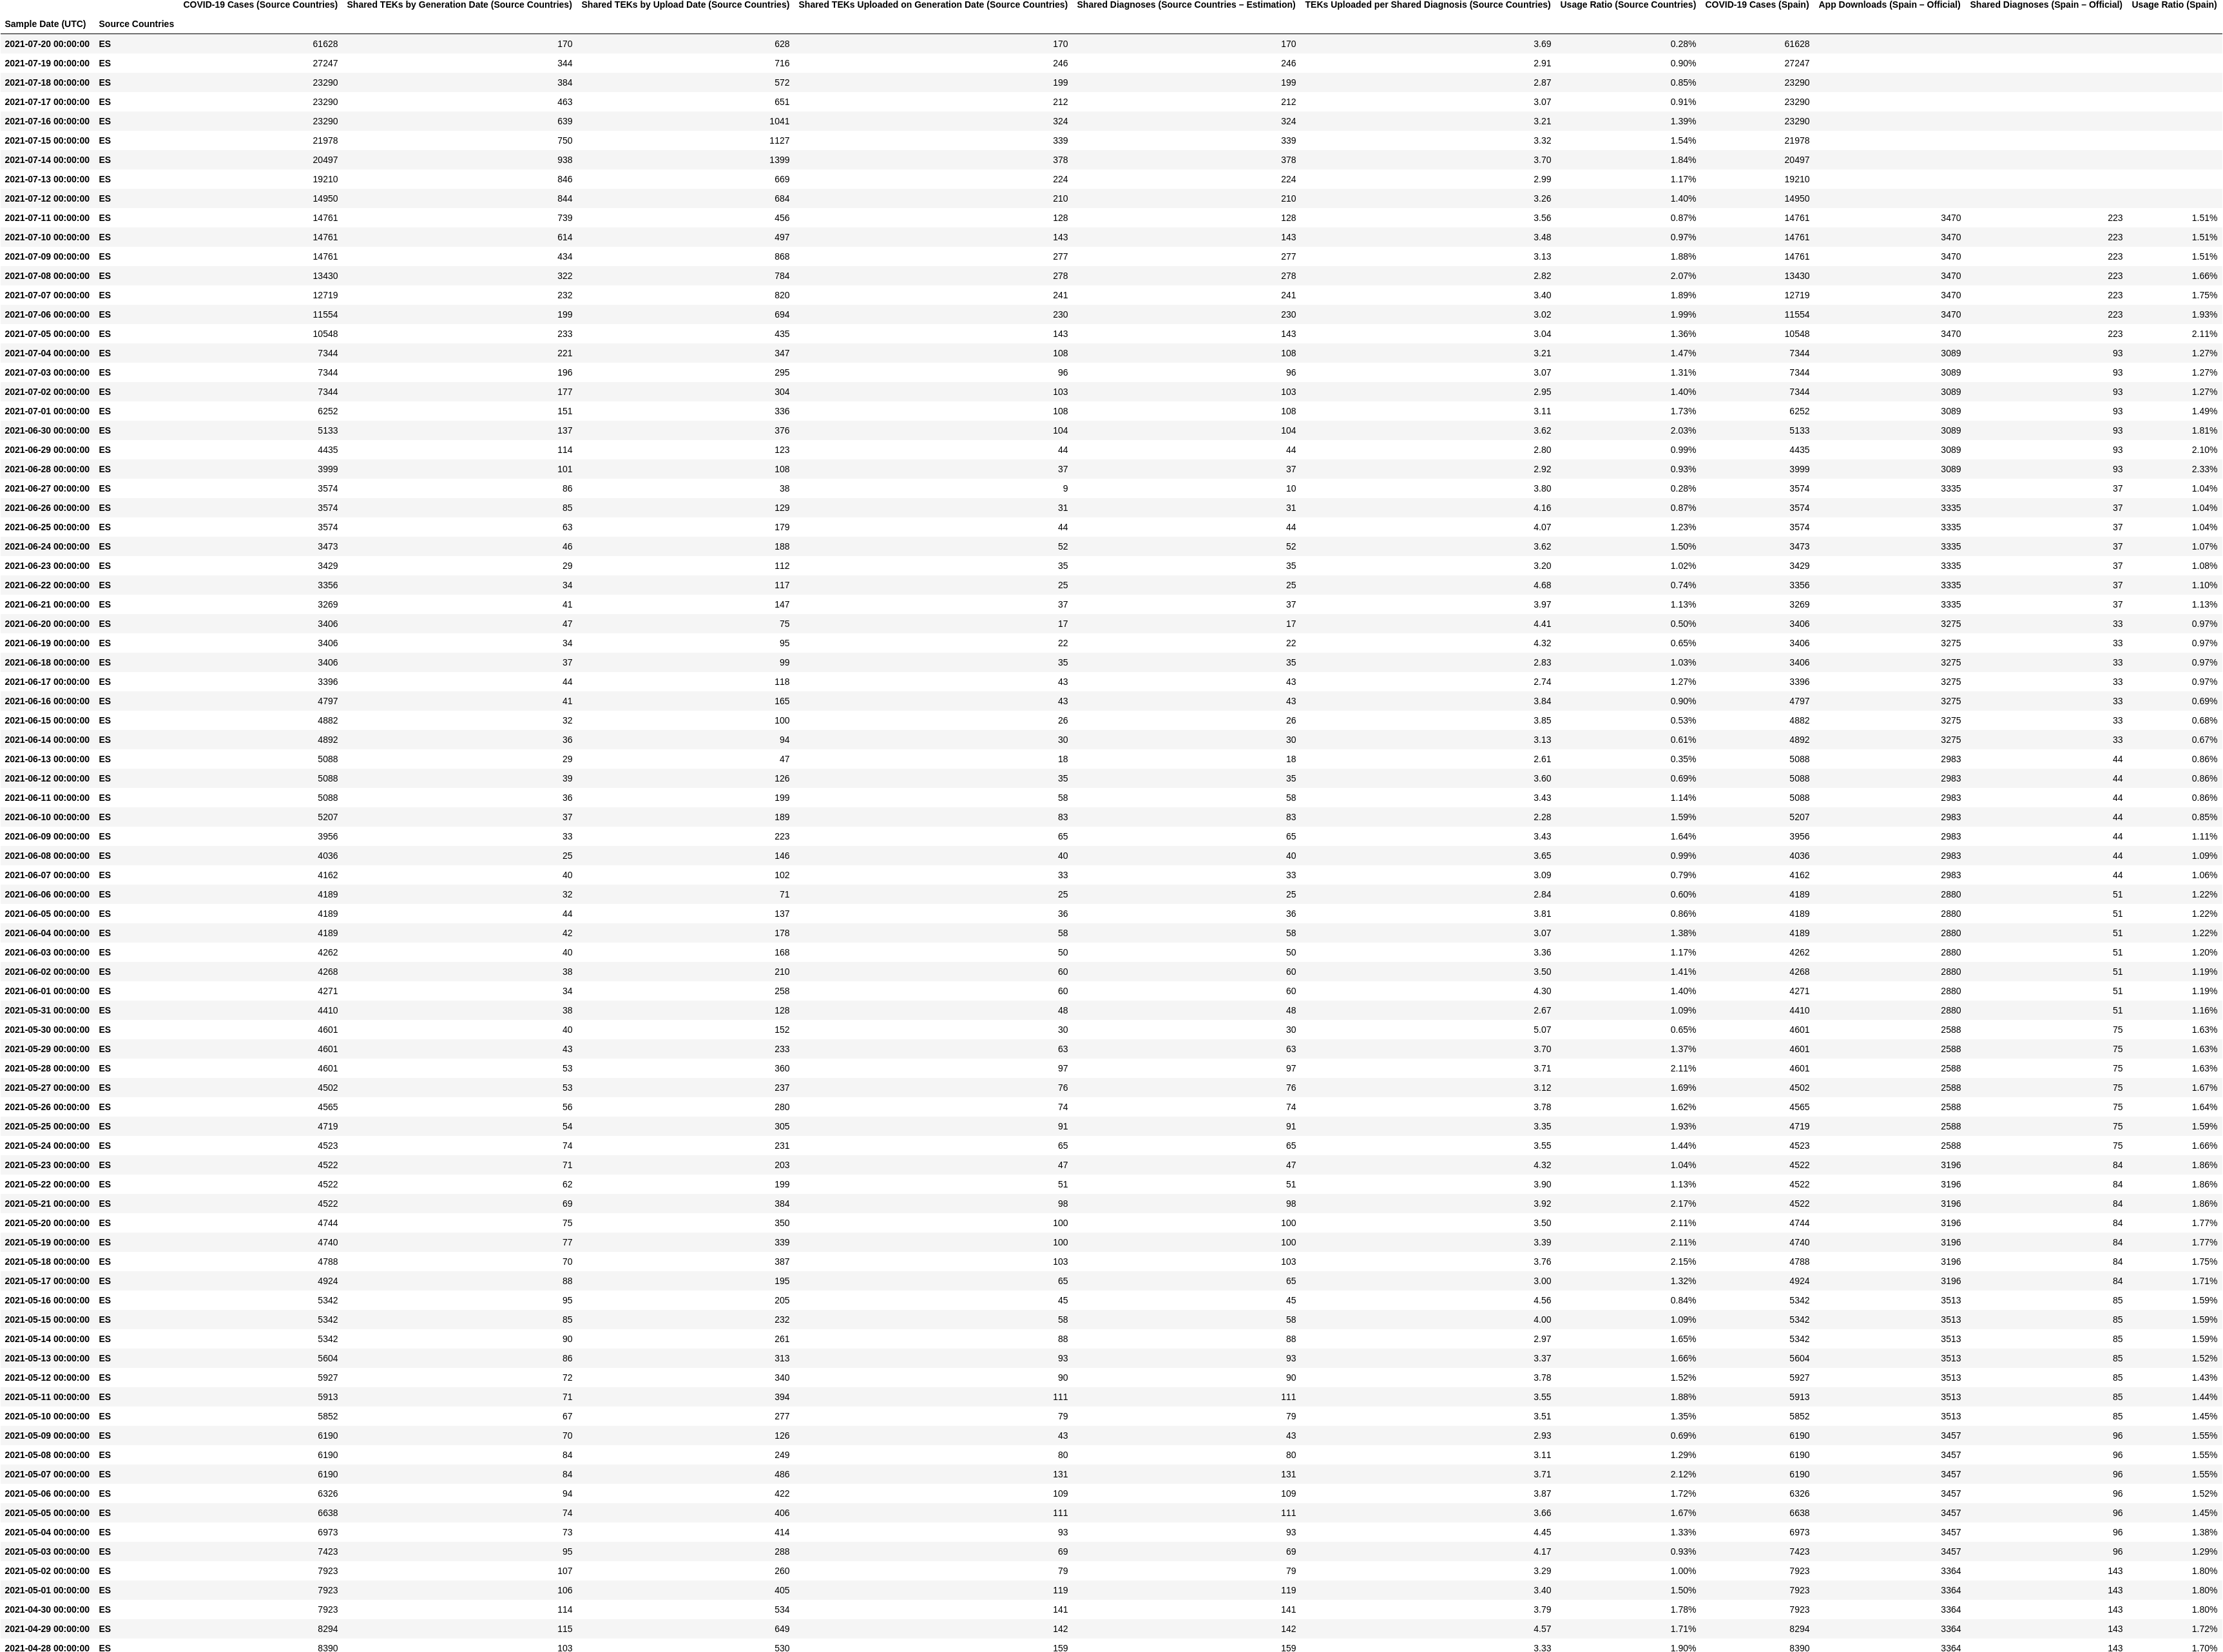 COVID-19 Cases (Source Countries) Shared TEKs by Generation Date (Source Countries) Shared TEKs by Upload Date (Source Countries) Shared TEKs Uploaded on Generation Date (Source Countries) Shared Diagnoses (Source Countries – Estimation) TEKs Uploaded per Shared Diagnosis (Source Countries) Usage Ratio (Source Countries) COVID-19 Cases (Spain) App Downloads (Spain – Official) Shared Diagnoses (Spain – Official) Usage Ratio (Spain)
Sample Date (UTC) Source Countries
2021-07-20 00:00:00 ES 61628 170 628 170 170 3.69 0.28% 61628
2021-07-19 00:00:00 ES 27247 344 716 246 246 2.91 0.90% 27247
2021-07-18 00:00:00 ES 23290 384 572 199 199 2.87 0.85% 23290
2021-07-17 00:00:00 ES 23290 463 651 212 212 3.07 0.91% 23290
2021-07-16 00:00:00 ES 23290 639 1041 324 324 3.21 1.39% 23290
2021-07-15 00:00:00 ES 21978 750 1127 339 339 3.32 1.54% 21978
2021-07-14 00:00:00 ES 20497 938 1399 378 378 3.70 1.84% 20497
2021-07-13 00:00:00 ES 19210 846 669 224 224 2.99 1.17% 19210
2021-07-12 00:00:00 ES 14950 844 684 210 210 3.26 1.40% 14950
2021-07-11 00:00:00 ES 14761 739 456 128 128 3.56 0.87% 14761 3470 223 1.51%
2021-07-10 00:00:00 ES 14761 614 497 143 143 3.48 0.97% 14761 3470 223 1.51%
2021-07-09 00:00:00 ES 14761 434 868 277 277 3.13 1.88% 14761 3470 223 1.51%
2021-07-08 00:00:00 ES 13430 322 784 278 278 2.82 2.07% 13430 3470 223 1.66%
2021-07-07 00:00:00 ES 12719 232 820 241 241 3.40 1.89% 12719 3470 223 1.75%
2021-07-06 00:00:00 ES 11554 199 694 230 230 3.02 1.99% 11554 3470 223 1.93%
2021-07-05 00:00:00 ES 10548 233 435 143 143 3.04 1.36% 10548 3470 223 2.11%
2021-07-04 00:00:00 ES 7344 221 347 108 108 3.21 1.47% 7344 3089 93 1.27%
2021-07-03 00:00:00 ES 7344 196 295 96 96 3.07 1.31% 7344 3089 93 1.27%
2021-07-02 00:00:00 ES 7344 177 304 103 103 2.95 1.40% 7344 3089 93 1.27%
2021-07-01 00:00:00 ES 6252 151 336 108 108 3.11 1.73% 6252 3089 93 1.49%
2021-06-30 00:00:00 ES 5133 137 376 104 104 3.62 2.03% 5133 3089 93 1.81%
2021-06-29 00:00:00 ES 4435 114 123 44 44 2.80 0.99% 4435 3089 93 2.10%
2021-06-28 00:00:00 ES 3999 101 108 37 37 2.92 0.93% 3999 3089 93 2.33%
2021-06-27 00:00:00 ES 3574 86 38 9 10 3.80 0.28% 3574 3335 37 1.04%
2021-06-26 00:00:00 ES 3574 85 129 31 31 4.16 0.87% 3574 3335 37 1.04%
2021-06-25 00:00:00 ES 3574 63 179 44 44 4.07 1.23% 3574 3335 37 1.04%
2021-06-24 00:00:00 ES 3473 46 188 52 52 3.62 1.50% 3473 3335 37 1.07%
2021-06-23 00:00:00 ES 3429 29 112 35 35 3.20 1.02% 3429 3335 37 1.08%
2021-06-22 00:00:00 ES 3356 34 117 25 25 4.68 0.74% 3356 3335 37 1.10%
2021-06-21 00:00:00 ES 3269 41 147 37 37 3.97 1.13% 3269 3335 37 1.13%
2021-06-20 00:00:00 ES 3406 47 75 17 17 4.41 0.50% 3406 3275 33 0.97%
2021-06-19 00:00:00 ES 3406 34 95 22 22 4.32 0.65% 3406 3275 33 0.97%
2021-06-18 00:00:00 ES 3406 37 99 35 35 2.83 1.03% 3406 3275 33 0.97%
2021-06-17 00:00:00 ES 3396 44 118 43 43 2.74 1.27% 3396 3275 33 0.97%
2021-06-16 00:00:00 ES 4797 41 165 43 43 3.84 0.90% 4797 3275 33 0.69%
2021-06-15 00:00:00 ES 4882 32 100 26 26 3.85 0.53% 4882 3275 33 0.68%
2021-06-14 00:00:00 ES 4892 36 94 30 30 3.13 0.61% 4892 3275 33 0.67%
2021-06-13 00:00:00 ES 5088 29 47 18 18 2.61 0.35% 5088 2983 44 0.86%
2021-06-12 00:00:00 ES 5088 39 126 35 35 3.60 0.69% 5088 2983 44 0.86%
2021-06-11 00:00:00 ES 5088 36 199 58 58 3.43 1.14% 5088 2983 44 0.86%
2021-06-10 00:00:00 ES 5207 37 189 83 83 2.28 1.59% 5207 2983 44 0.85%
2021-06-09 00:00:00 ES 3956 33 223 65 65 3.43 1.64% 3956 2983 44 1.11%
2021-06-08 00:00:00 ES 4036 25 146 40 40 3.65 0.99% 4036 2983 44 1.09%
2021-06-07 00:00:00 ES 4162 40 102 33 33 3.09 0.79% 4162 2983 44 1.06%
2021-06-06 00:00:00 ES 4189 32 71 25 25 2.84 0.60% 4189 2880 51 1.22%
2021-06-05 00:00:00 ES 4189 44 137 36 36 3.81 0.86% 4189 2880 51 1.22%
2021-06-04 00:00:00 ES 4189 42 178 58 58 3.07 1.38% 4189 2880 51 1.22%
2021-06-03 00:00:00 ES 4262 40 168 50 50 3.36 1.17% 4262 2880 51 1.20%
2021-06-02 00:00:00 ES 4268 38 210 60 60 3.50 1.41% 4268 2880 51 1.19%
2021-06-01 00:00:00 ES 4271 34 258 60 60 4.30 1.40% 4271 2880 51 1.19%
2021-05-31 00:00:00 ES 4410 38 128 48 48 2.67 1.09% 4410 2880 51 1.16%
2021-05-30 00:00:00 ES 4601 40 152 30 30 5.07 0.65% 4601 2588 75 1.63%
2021-05-29 00:00:00 ES 4601 43 233 63 63 3.70 1.37% 4601 2588 75 1.63%
2021-05-28 00:00:00 ES 4601 53 360 97 97 3.71 2.11% 4601 2588 75 1.63%
2021-05-27 00:00:00 ES 4502 53 237 76 76 3.12 1.69% 4502 2588 75 1.67%
2021-05-26 00:00:00 ES 4565 56 280 74 74 3.78 1.62% 4565 2588 75 1.64%
2021-05-25 00:00:00 ES 4719 54 305 91 91 3.35 1.93% 4719 2588 75 1.59%
2021-05-24 00:00:00 ES 4523 74 231 65 65 3.55 1.44% 4523 2588 75 1.66%
2021-05-23 00:00:00 ES 4522 71 203 47 47 4.32 1.04% 4522 3196 84 1.86%
2021-05-22 00:00:00 ES 4522 62 199 51 51 3.90 1.13% 4522 3196 84 1.86%
2021-05-21 00:00:00 ES 4522 69 384 98 98 3.92 2.17% 4522 3196 84 1.86%
2021-05-20 00:00:00 ES 4744 75 350 100 100 3.50 2.11% 4744 3196 84 1.77%
2021-05-19 00:00:00 ES 4740 77 339 100 100 3.39 2.11% 4740 3196 84 1.77%
2021-05-18 00:00:00 ES 4788 70 387 103 103 3.76 2.15% 4788 3196 84 1.75%
2021-05-17 00:00:00 ES 4924 88 195 65 65 3.00 1.32% 4924 3196 84 1.71%
2021-05-16 00:00:00 ES 5342 95 205 45 45 4.56 0.84% 5342 3513 85 1.59%
2021-05-15 00:00:00 ES 5342 85 232 58 58 4.00 1.09% 5342 3513 85 1.59%
2021-05-14 00:00:00 ES 5342 90 261 88 88 2.97 1.65% 5342 3513 85 1.59%
2021-05-13 00:00:00 ES 5604 86 313 93 93 3.37 1.66% 5604 3513 85 1.52%
2021-05-12 00:00:00 ES 5927 72 340 90 90 3.78 1.52% 5927 3513 85 1.43%
2021-05-11 00:00:00 ES 5913 71 394 111 111 3.55 1.88% 5913 3513 85 1.44%
2021-05-10 00:00:00 ES 5852 67 277 79 79 3.51 1.35% 5852 3513 85 1.45%
2021-05-09 00:00:00 ES 6190 70 126 43 43 2.93 0.69% 6190 3457 96 1.55%
2021-05-08 00:00:00 ES 6190 84 249 80 80 3.11 1.29% 6190 3457 96 1.55%
2021-05-07 00:00:00 ES 6190 84 486 131 131 3.71 2.12% 6190 3457 96 1.55%
2021-05-06 00:00:00 ES 6326 94 422 109 109 3.87 1.72% 6326 3457 96 1.52%
2021-05-05 00:00:00 ES 6638 74 406 111 111 3.66 1.67% 6638 3457 96 1.45%
2021-05-04 00:00:00 ES 6973 73 414 93 93 4.45 1.33% 6973 3457 96 1.38%
2021-05-03 00:00:00 ES 7423 95 288 69 69 4.17 0.93% 7423 3457 96 1.29%
2021-05-02 00:00:00 ES 7923 107 260 79 79 3.29 1.00% 7923 3364 143 1.80%
2021-05-01 00:00:00 ES 7923 106 405 119 119 3.40 1.50% 7923 3364 143 1.80%
2021-04-30 00:00:00 ES 7923 114 534 141 141 3.79 1.78% 7923 3364 143 1.80%
2021-04-29 00:00:00 ES 8294 115 649 142 142 4.57 1.71% 8294 3364 143 1.72%
2021-04-28 00:00:00 ES 8390 103 530 159 159 3.33 1.90% 8390 3364 143 1.70%